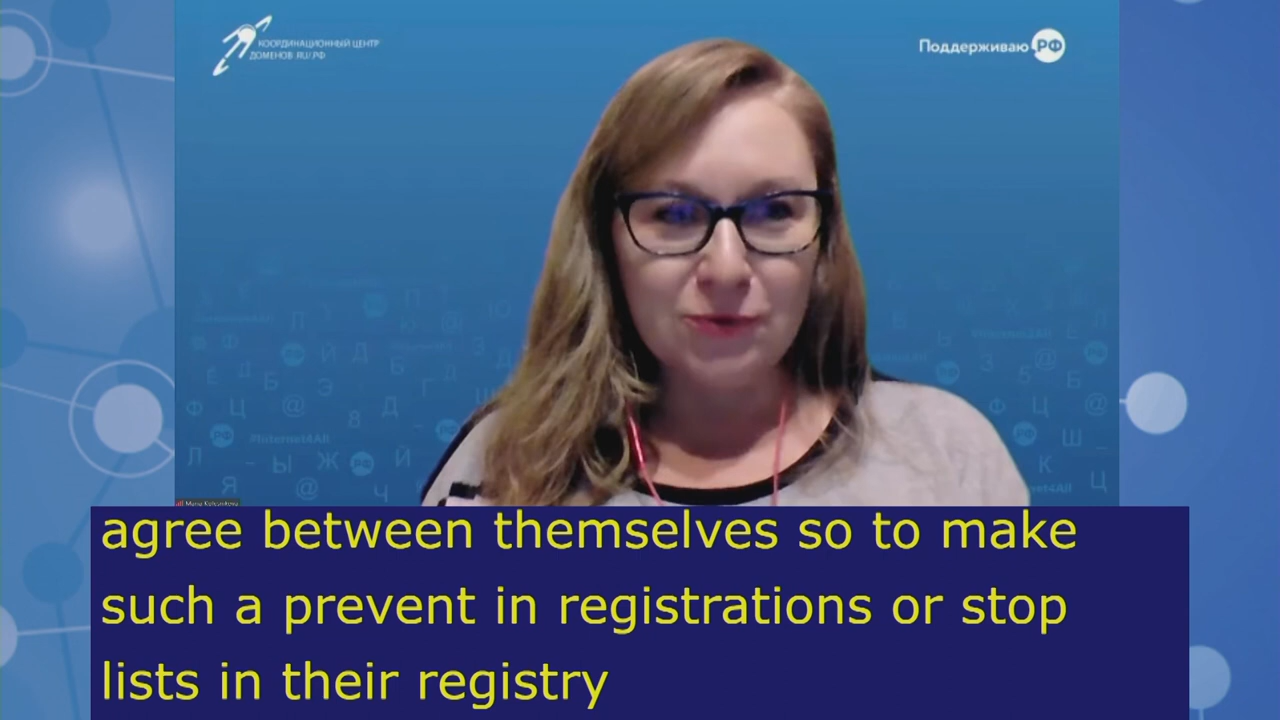 КООРДИНАЦИОННЫЙ ЦЕНТР
ДОМЕНОВ .RU/.РФ
Поддерживаю РФ
#Internet4All
agree between themselves so to make
such a prevent in registrations or stop
lists in their registry